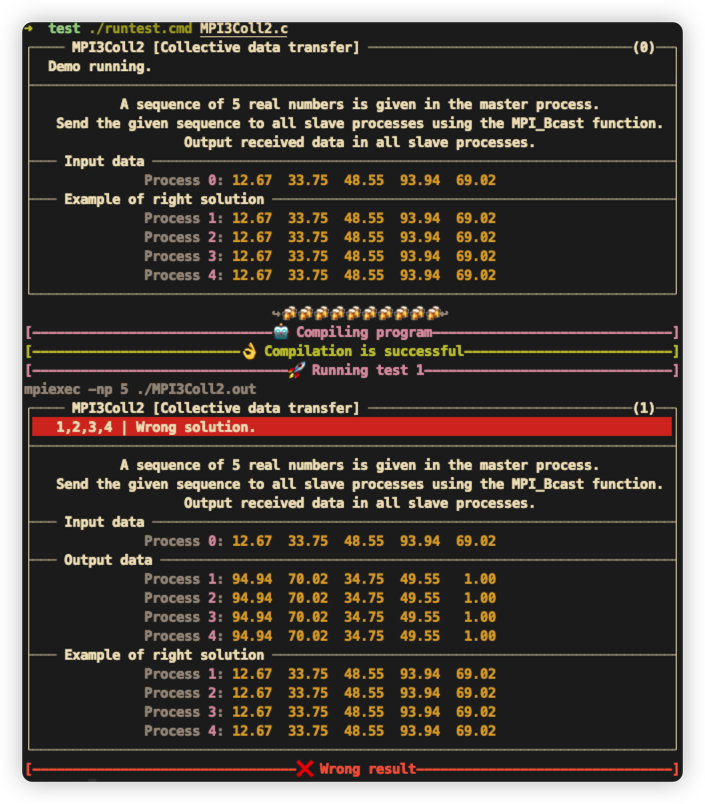 ➜ test ./runtest.cmd MPI3Coll2.c
MPI3Coll2 [Collective data transfer] (0)
Demo running.
A sequence of 5 real numbers is given in the master process.
Send the given sequence to all slave processes using the MPI_Bcast function.
Output received data in all slave processes.
Input data
Process 0: 12.67 33.75 48.55 93.94 69.02
Example of right solution
Process 1: 12.67 33.75 48.55 93.94 69.02
Process 2: 12.67 33.75 48.55 93.94 69.02
Process 3: 12.67 33.75 48.55 93.94 69.02
Process 4: 12.67 33.75 48.55 93.94 69.02
[🤖 Compiling program]
[👌 Compilation is successful]
[🚀 Running test 1]
mpiexec -np 5 ./MPI3Coll2.out
MPI3Coll2 [Collective data transfer] (1)
1,2,3,4 | Wrong solution.
A sequence of 5 real numbers is given in the master process.
Send the given sequence to all slave processes using the MPI_Bcast function.
Output received data in all slave processes.
Input data
Process 0: 12.67 33.75 48.55 93.94 69.02
Output data
Process 1: 94.94 70.02 34.75 49.55 1.00
Process 2: 94.94 70.02 34.75 49.55 1.00
Process 3: 94.94 70.02 34.75 49.55 1.00
Process 4: 94.94 70.02 34.75 49.55 1.00
Example of right solution
Process 1: 12.67 33.75 48.55 93.94 69.02
Process 2: 12.67 33.75 48.55 93.94 69.02
Process 3: 12.67 33.75 48.55 93.94 69.02
Process 4: 12.67 33.75 48.55 93.94 69.02
[❌ Wrong result]